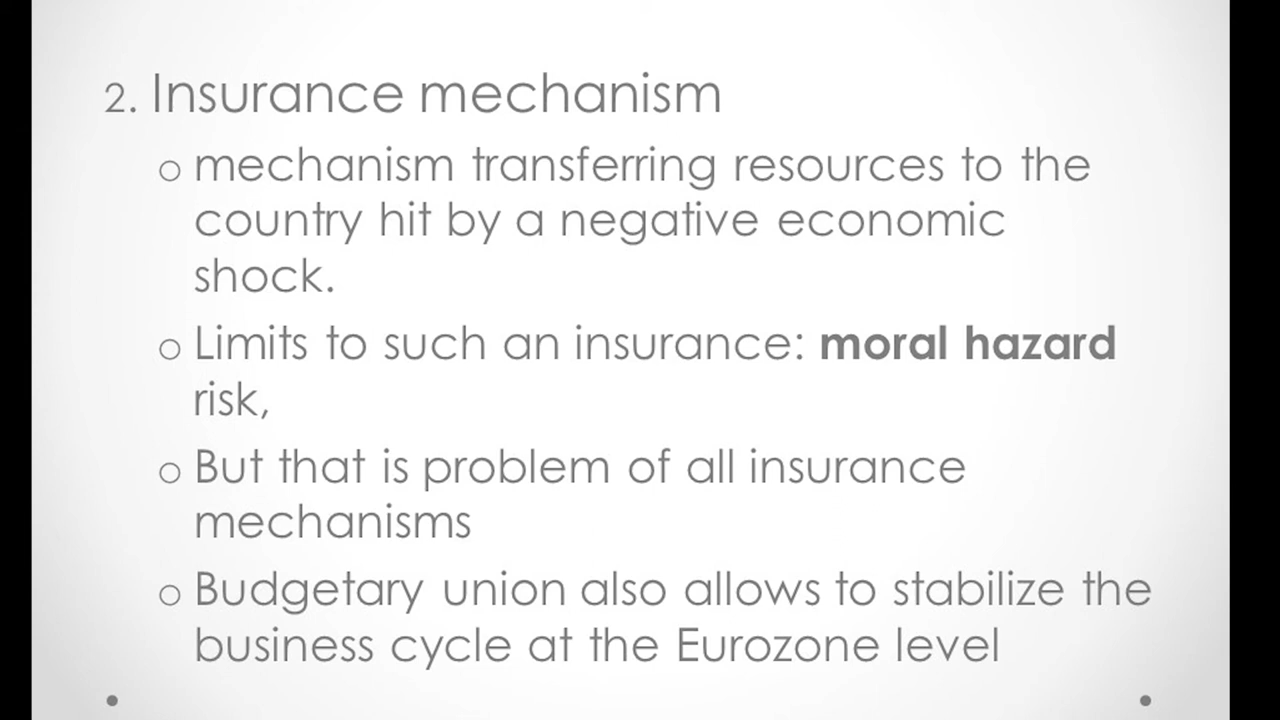 2. Insurance mechanism
o mechanism transferring resources to the
country hit by a negative economic
shock.
o Limits to such an insurance: moral hazard
risk,
o But that is problem of all insurance
mechanisms
o Budgetary union also allows to stabilize the
business cycle at the Eurozone level